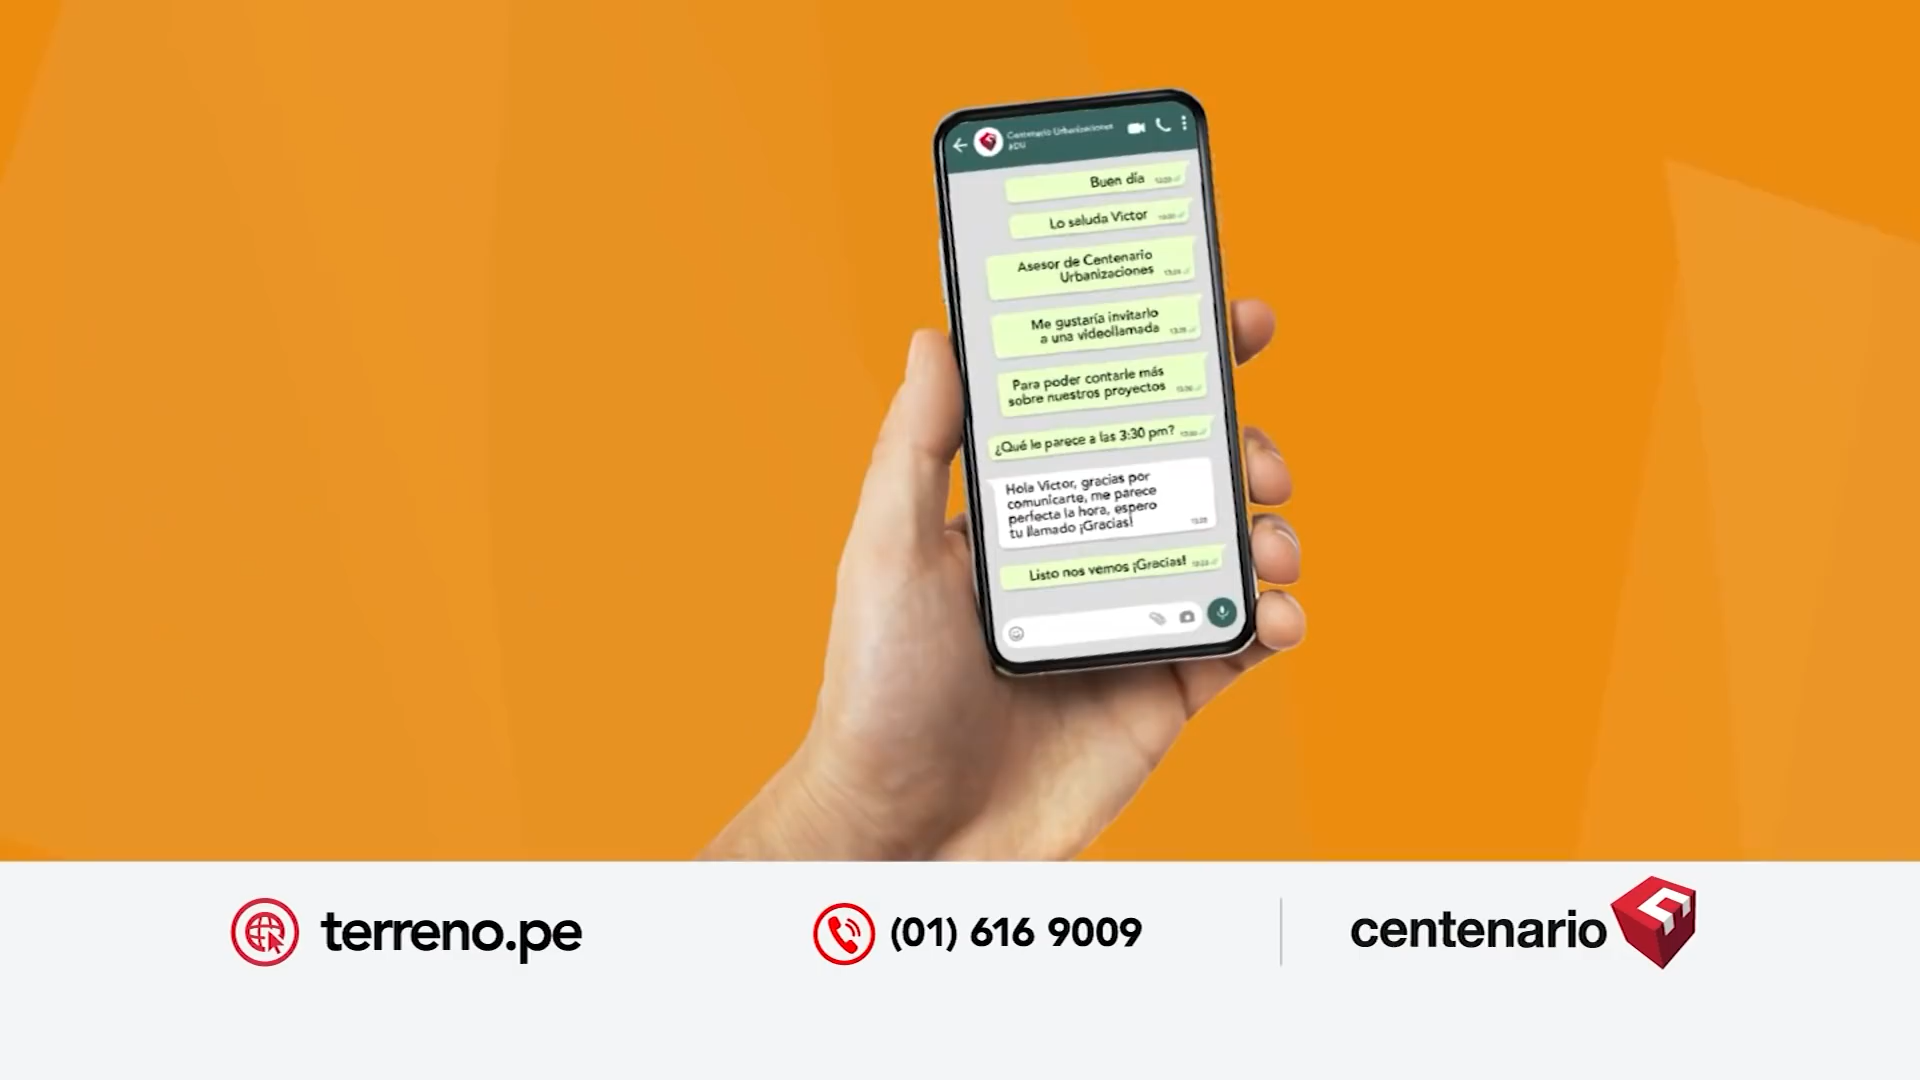 Centenario Urbanizaciones
Buen día
Lo saluda Victor
Asesor de Centenario
Urbanizaciones
Me gustaría invitarlo
a una videollamada
Para poder contarle más
sobre nuestros proyectos
¿Qué le parece a las 3:30 pm?
Hola Victor, gracias por
comunicarte, me parece
perfecta la hora, espero
tu llamado ¡Gracias!
Listo nos vemos ¡Gracias!
terreno.pe
(01) 616 9009
centenario